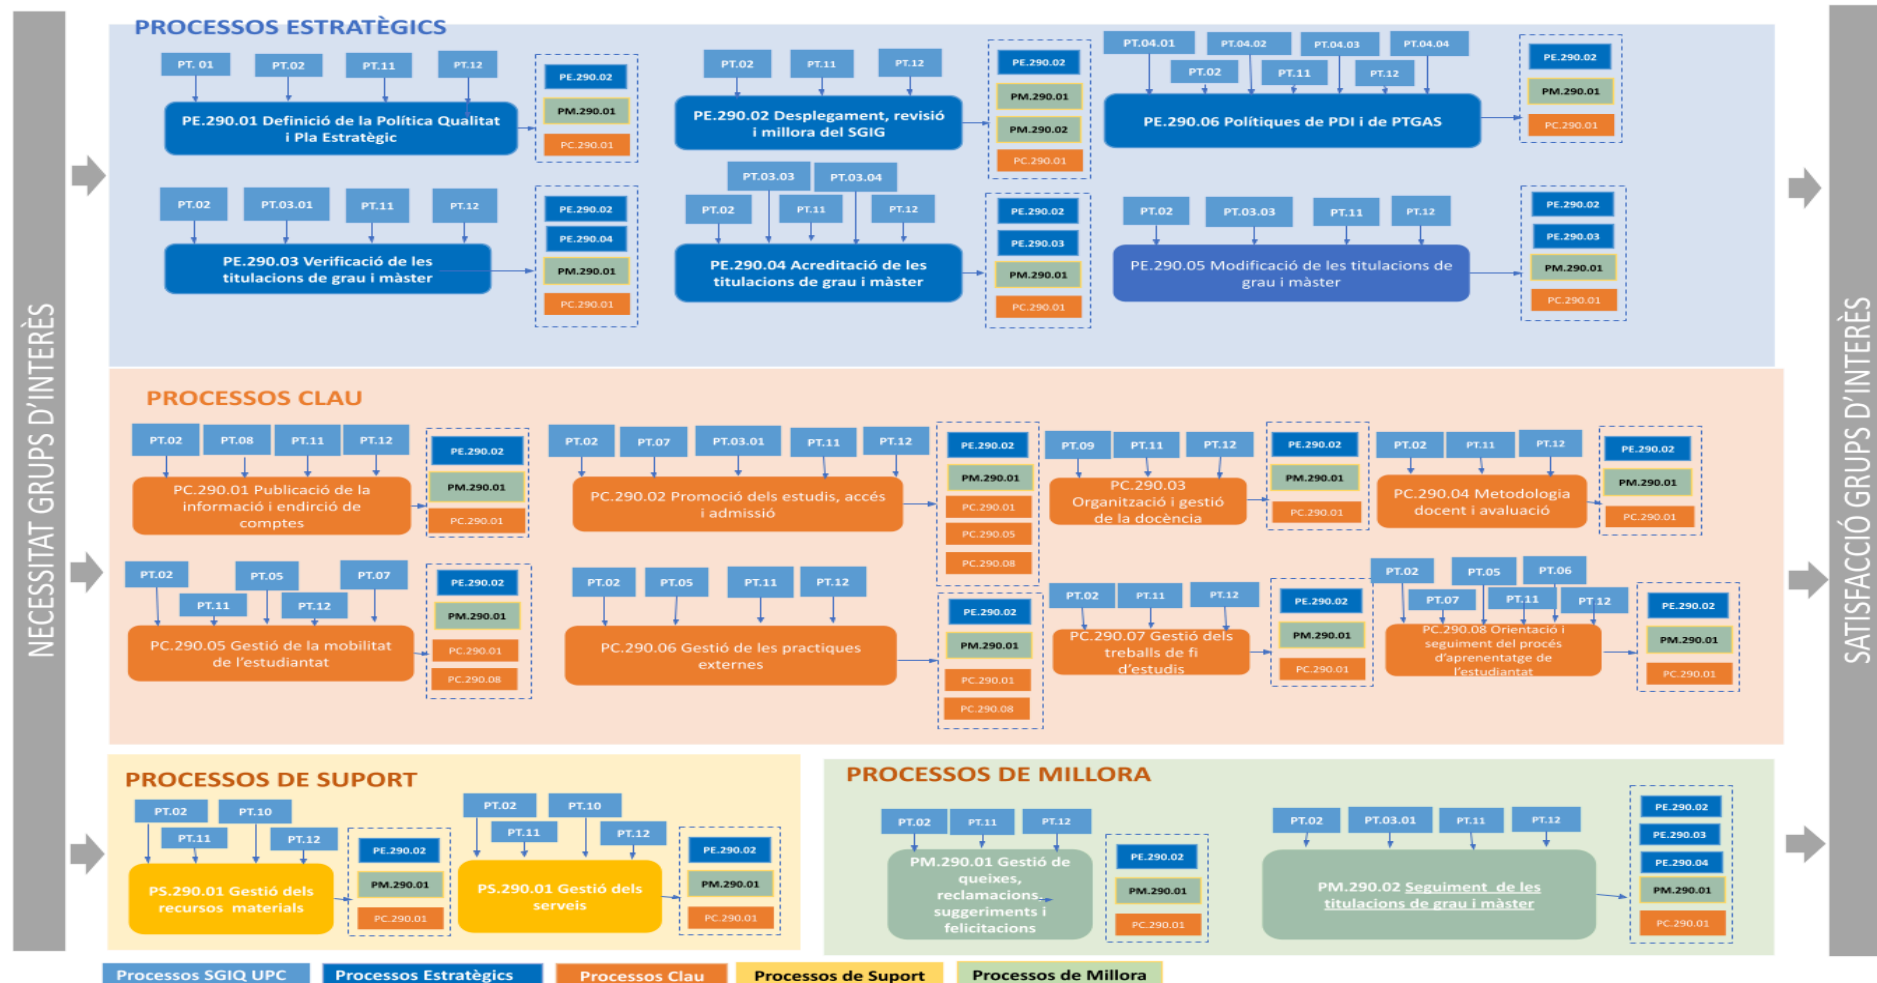 NECESSITAT GRUPS D'INTERÈS
PROCESSOS ESTRATÈGICS
PT. 01
PT.02
PT.11
PT.12
PE.290.01 Definició de la Política Qualitat
i Pla Estratègic
PE.290.02
PM.290.01
PC.290.01
PT.02
PT.11
PT.12
PE.290.02 Desplegament, revisió
i millora del SGIG
PE.290.02
PM.290.01
PM.290.02
PC.290.01
PT.04.01
PT.04.02
PT.04.03
PT.04.04
PT.02
PT.11
PT.12
PE.290.06 Polítiques de PDI i de PTGAS
PE.290.02
PM.290.01
PC.290.01
PT.02
PT.03.01
PT.11
PT.12
PE.290.03 Verificació de les
titulacions de grau i màster
PE.290.02
PE.290.04
PM.290.01
PC.290.01
PT.03.03
PT.03.04
PT.02
PT.11
PT.12
PE.290.04 Acreditació de les
titulacions de grau i màster
PE.290.02
PE.290.03
PM.290.01
PC.290.01
PT.02
PT.03.03
PT.11
PT.12
PE.290.05 Modificació de les titulacions de
grau i màster
PE.290.02
PE.290.03
PM.290.01
PC.290.01
PROCESSOS CLAU
PT.02
PT.08
PT.11
PT.12
PC.290.01 Publicació de la
informació i endirció de
comptes
PE.290.02
PM.290.01
PC.290.01
PT.02
PT.07
PT.03.01
PT.11
PT.12
PC.290.02 Promoció dels estudis, accés
i admissió
PE.290.02
PM.290.01
PC.290.01
PC.290.05
PC.290.08
PT.09
PT.11
PT.12
PC.290.03
Organització i gestió
de la docència
PE.290.02
PM.290.01
PC.290.01
PT.02
PT.11
PT.12
PC.290.04 Metodologia
docent i avaluació
PE.290.02
PM.290.01
PC.290.01
PT.02
PT.05
PT.07
PT.11
PT.12
PC.290.05 Gestió de la mobilitat
de l'estudiantat
PE.290.02
PM.290.01
PC.290.01
PC.290.08
PT.02
PT.05
PT.11
PT.12
PC.290.06 Gestió de les practiques
externes
PE.290.02
PM.290.01
PC.290.01
PC.290.08
PT.02
PT.11
PT.12
PC.290.07 Gestió dels
treballs de fi
d'estudis
PE.290.02
PM.290.01
PC.290.01
PT.02
PT.05
PT.06
PT.07
PT.11
PT 12
PC.290.08 Orientació i
seguiment del procés
d'aprenentatge de
l'estudiantat
PE.290.02
PM.290.01
PC.290.01
PROCESSOS DE SUPORT
PT.02
PT.10
PT.11
PT.12
PS.290.01 Gestió dels
recursos materials
PE.290.02
PM.290.01
PC.290.01
PT.02
PT.10
PT.11
PT.12
PS.290.01 Gestió dels
serveis
PE.290.02
PM.290.01
PC.290.01
PROCESSOS DE MILLORA
PT.02
PT.11
PT.12
PM.290.01 Gestió de
queixes,
reclamacions,
suggeriments i
felicitacions
PE.290.02
PM.290.01
PC.290.01
PT.02
PT.03.01
PT.11
PT.12
PM.290.02 Seguiment de les
titulacions de grau i màster
PE.290.02
PE.290.03
PE.290.04
PM.290.01
PC.290.01
SATISFACCIÓ GRUPS D'INTERÈS
Processos SGIQ UPC
Processos Estratègics
Processos Clau
Processos de Suport
Processos de Millora